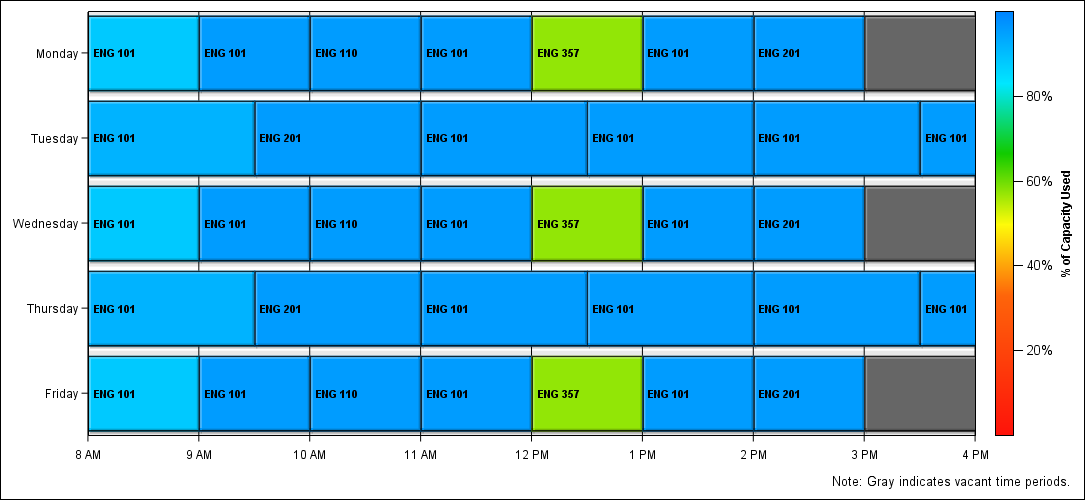 Monday
ENG 101 ENG 101 ENG 110 ENG 101 ENG 357 ENG 101 ENG 201
Tuesday
ENG 101 ENG 201 ENG 101 ENG 101 ENG 101 ENG 101
Wednesday
ENG 101 ENG 101 ENG 110 ENG 101 ENG 357 ENG 101 ENG 201
Thursday
ENG 101 ENG 201 ENG 101 ENG 101 ENG 101 ENG 101
Friday
ENG 101 ENG 101 ENG 110 ENG 101 ENG 357 ENG 101 ENG 201
8 AM 9 AM 10 AM 11 AM 12 PM 1 PM 2 PM 3 PM 4 PM
80%
60%
40%
20%
% of Capacity Used
Note: Gray indicates vacant time periods.